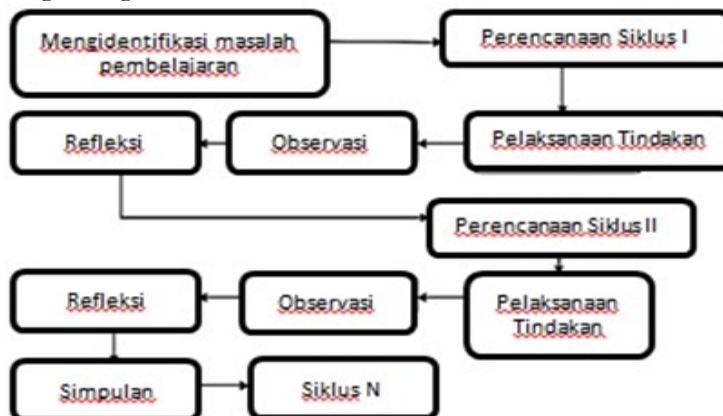 Mengidentifikasi masalah
pembelajaran
Perencanaan Siklus I
Pelaksanaan Tindakan
Observasi
Refleksi
Perencanaan Siklus II
Pelaksanaan
Tindakan
Observasi
Refleksi
Simpulan
Siklus N